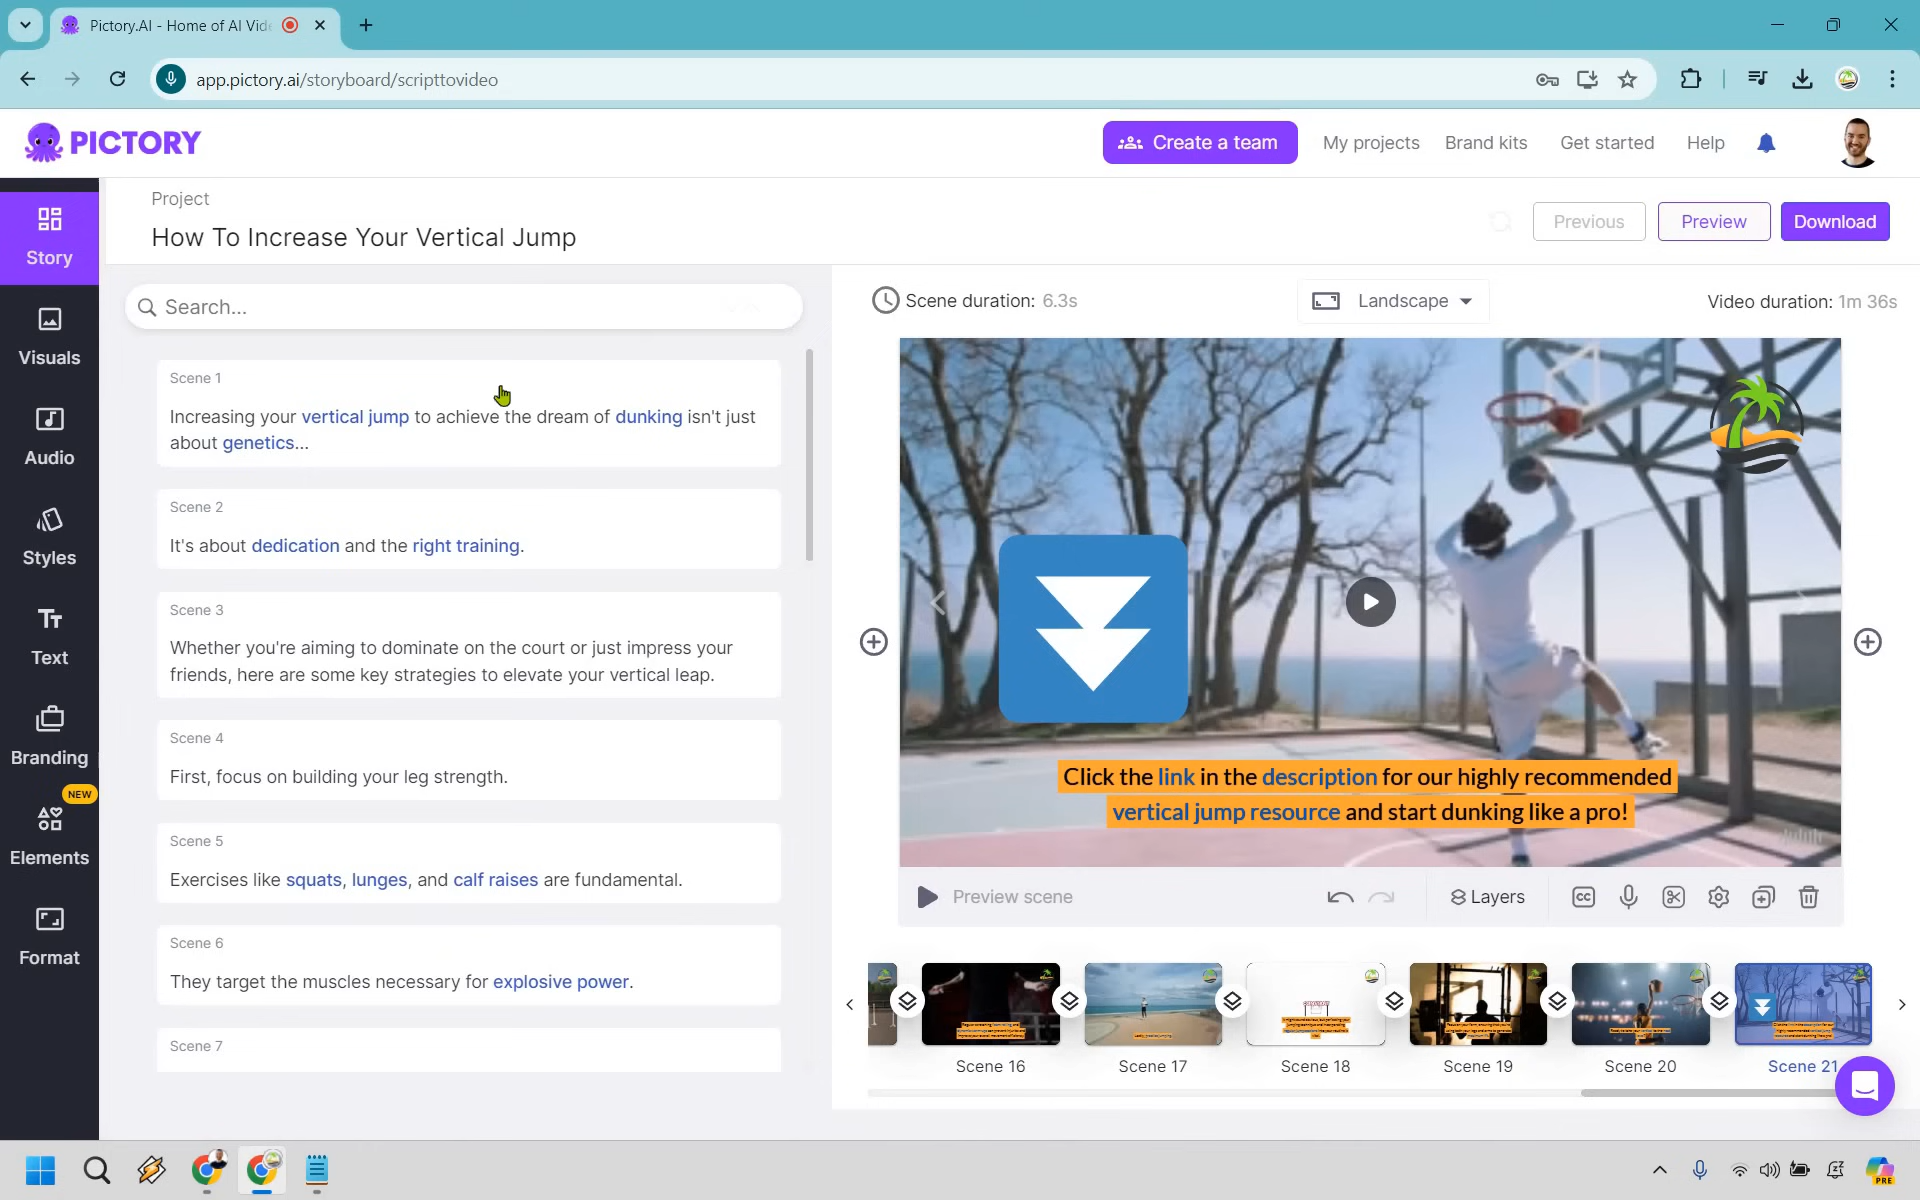 Pictory.AI - Home of AI Vide
app.pictory.ai/storyboard/scripttovideo
PICTORY
Create a team
My projects
Brand kits
Get started
Help
Story
Visuals
Audio
Styles
Text
Branding
NEW
Elements
Format
Project
How To Increase Your Vertical Jump
Previous
Preview
Download
Search...
Scene 1
Increasing your vertical jump to achieve the dream of dunking isn't just
about genetics...
Scene 2
It's about dedication and the right training.
Scene 3
Whether you're aiming to dominate on the court or just impress your
friends, here are some key strategies to elevate your vertical leap.
Scene 4
First, focus on building your leg strength.
Scene 5
Exercises like squats, lunges, and calf raises are fundamental.
Scene 6
They target the muscles necessary for explosive power.
Scene 7
Scene duration: 6.3s
Landscape
Video duration: 1m 36s
Click the link in the description for our highly recommended
vertical jump resource and start dunking like a pro!
Preview scene
Layers
CC
Scene 16
Scene 17
Scene 18
Scene 19
Scene 20
Scene 21
PRE